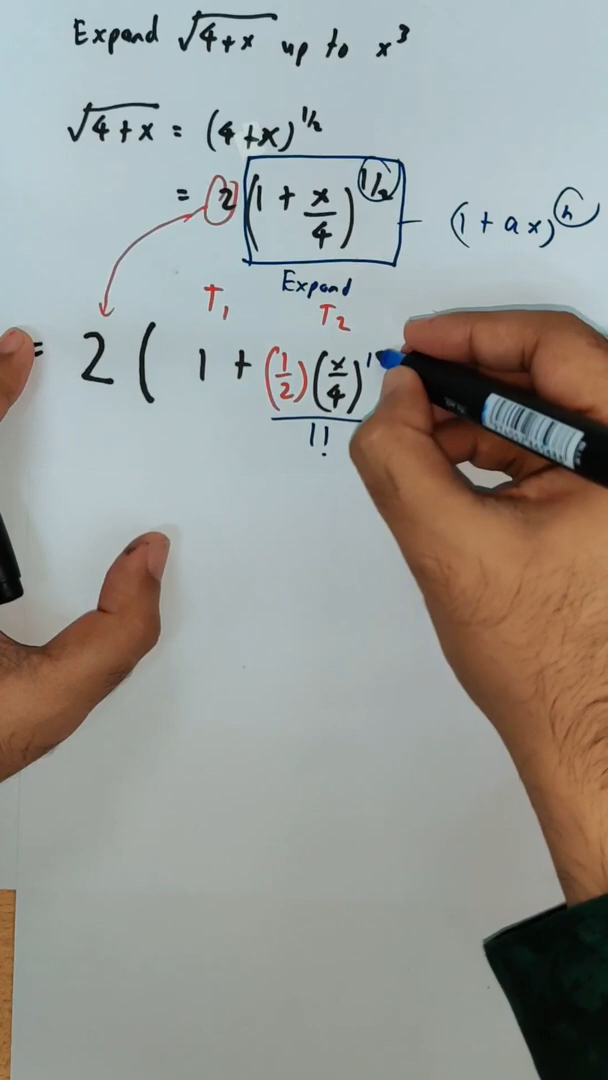 Expand √4+x up to x³
√4+x = (4+x)^1/2
= 2(1 + x/4)^1/2 — (1 + ax)^n
Expand
T₁ T₂
= 2( 1 + (1/2)(x/4)^1
1!